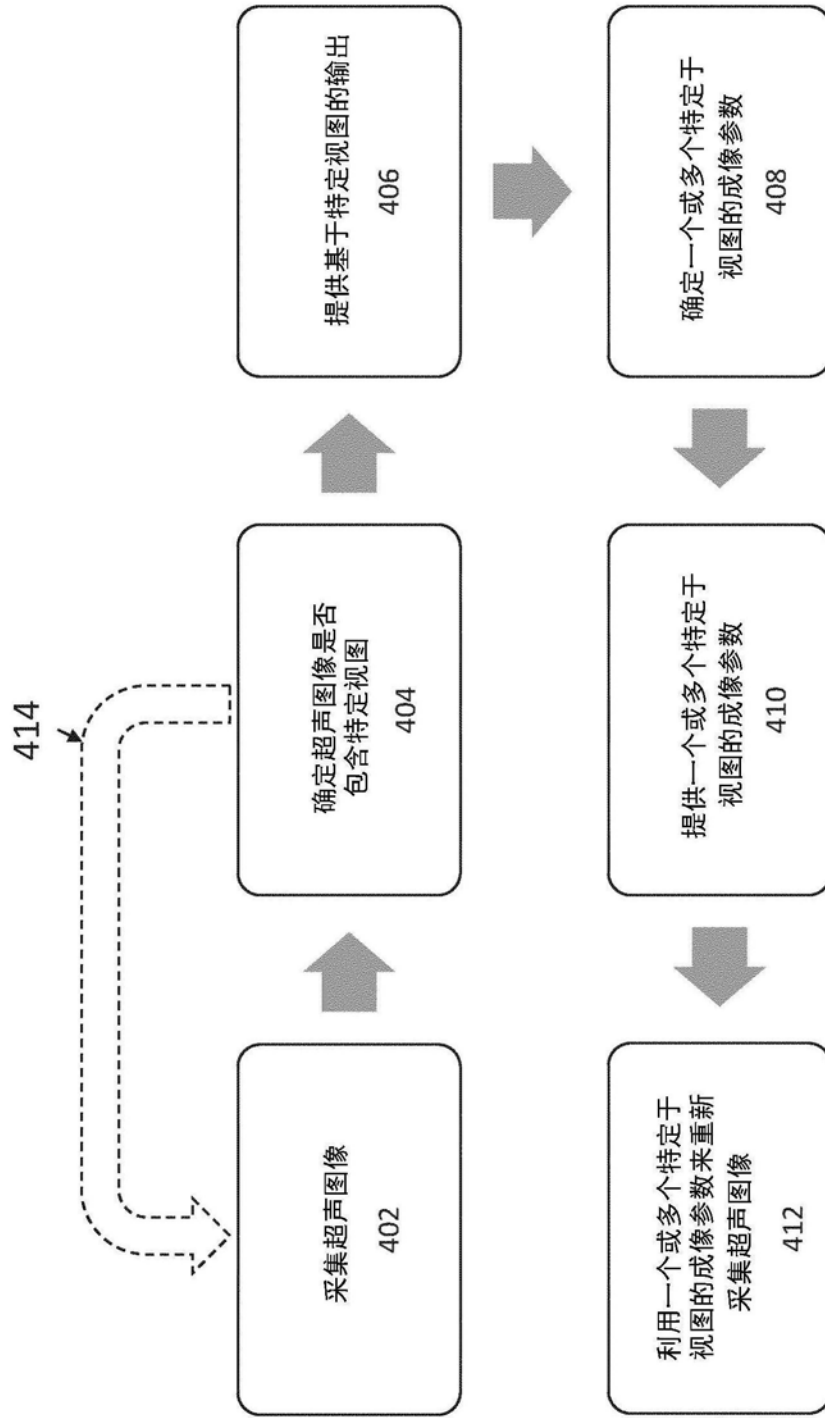 414
采集超声图像
402
确定超声图像是否
包含特定视图
404
提供基于特定视图的输出
406
确定一个或多个特定于
视图的成像参数
408
提供一个或多个特定于
视图的成像参数
410
利用一个或多个特定于
视图的成像参数来重新
采集超声图像
412